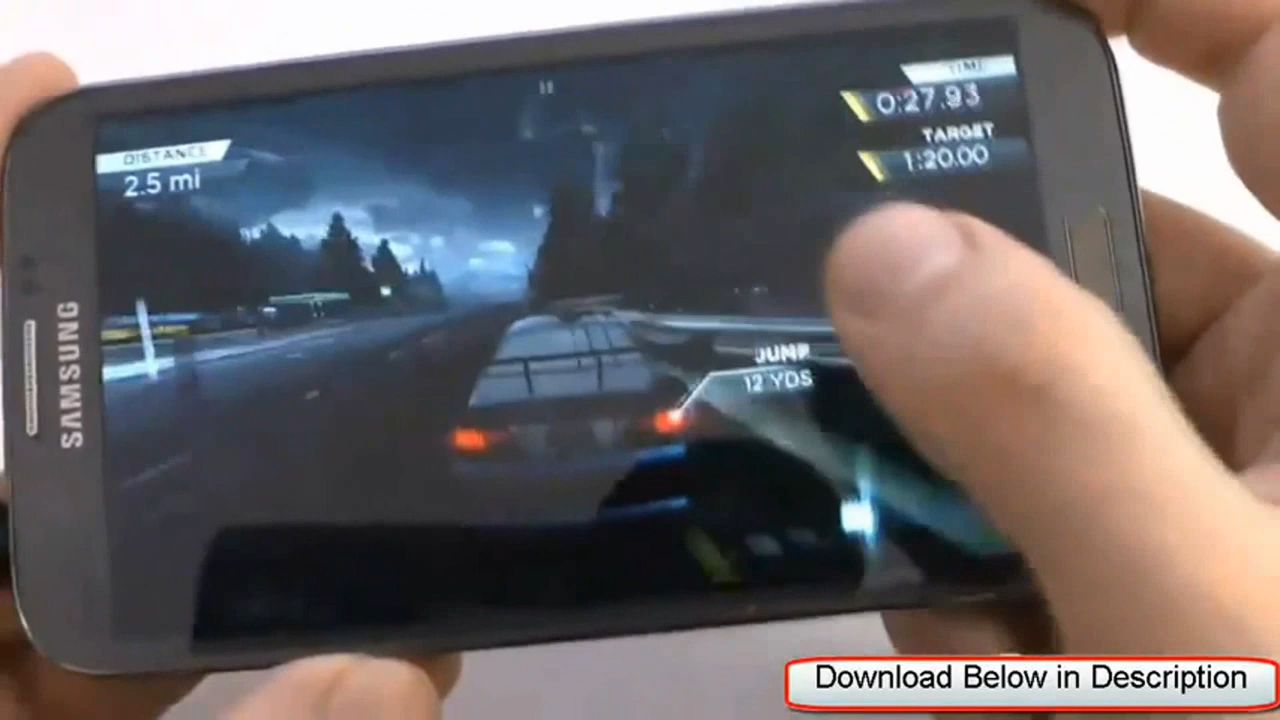 TIME
0:27.93
TARGET
1:20.00
DISTANCE
2.5 mi
SAMSUNG
JUMP
12 YDS
Download Below in Description